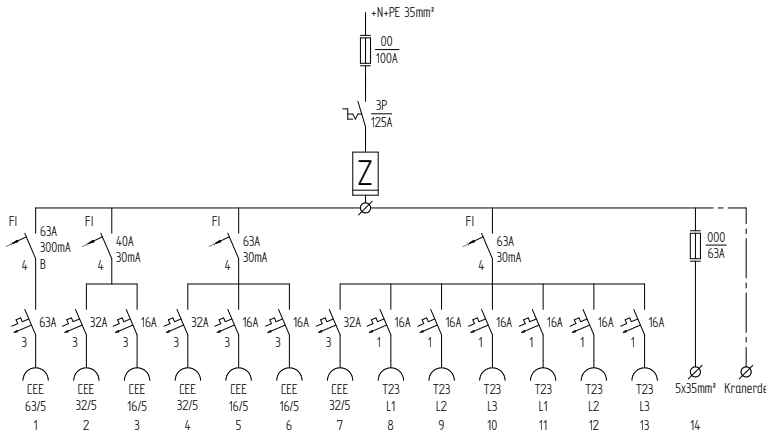 +N+PE 35mm²
00
100A
3P
125A
Z
FI
63A
300mA
4
B
FI
40A
30mA
4
FI
63A
30mA
4
FI
63A
30mA
4
000
63A
63A 32A 16A 32A 16A 16A 32A 16A 16A 16A 16A 16A 16A
3 3 3 3 3 3 3 1 1 1 1 1 1
CEE CEE CEE CEE CEE CEE CEE T23 T23 T23 T23 T23 T23 5x35mm² Kranerde
63/5 32/5 16/5 32/5 16/5 16/5 32/5 L1 L2 L3 L1 L2 L3
1 2 3 4 5 6 7 8 9 10 11 12 13 14